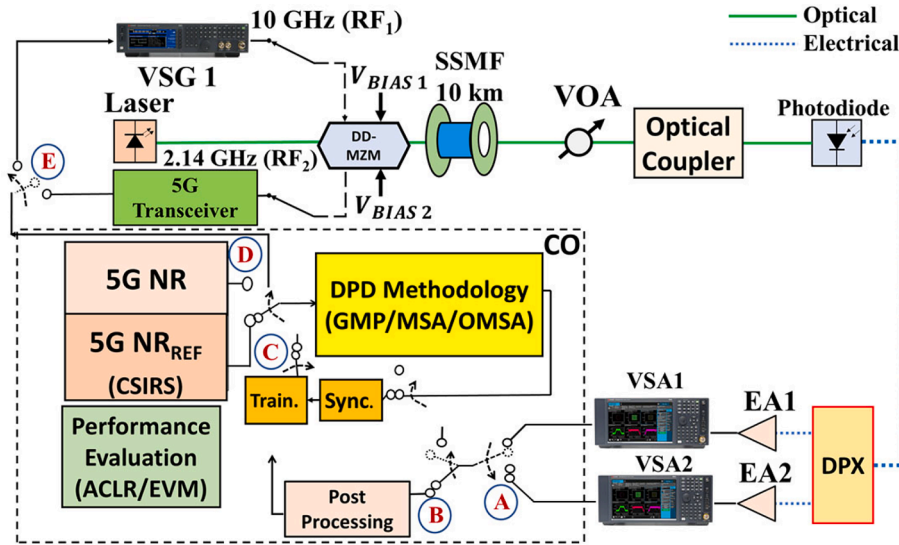 10 GHz (RF1)
Optical
Electrical
VSG 1
VBIAS 1
SSMF
10 km
VOA
Laser
DD-
MZM
Optical
Coupler
Photodiode
E
2.14 GHz (RF2)
5G
Transceiver
VBIAS 2
CO
5G NR
D
DPD Methodology
(GMP/MSA/OMSA)
5G NRREF
(CSIRS)
C
Train.
Sync.
VSA1
EA1
Performance
Evaluation
(ACLR/EVM)
VSA2
EA2
DPX
Post
Processing
B
A